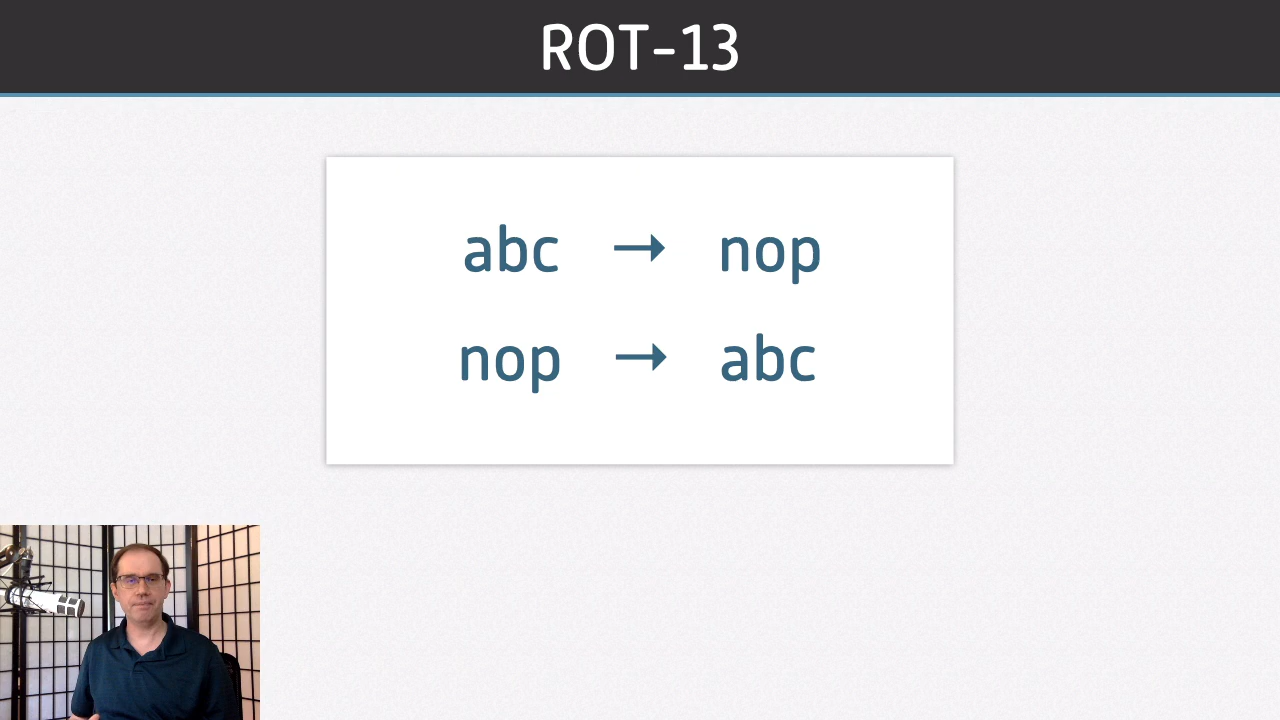 ROT-13
abc → nop
nop → abc